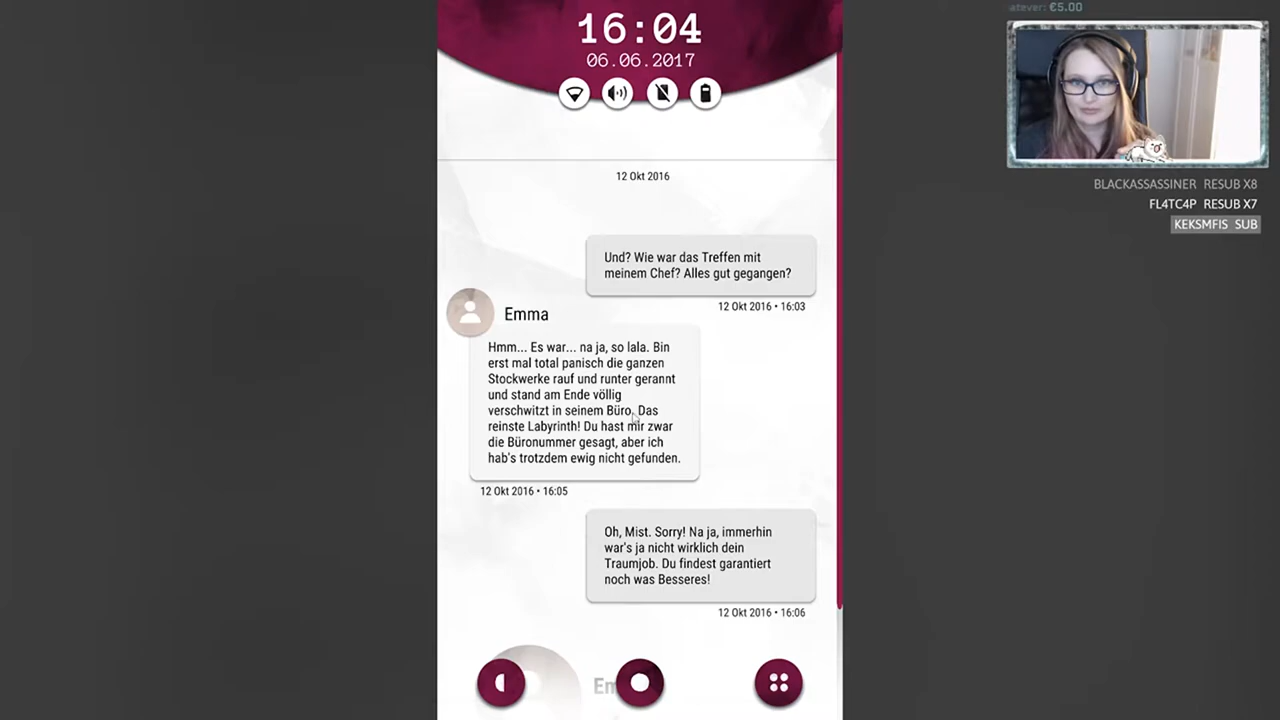 16:04
06.06.2017
12 Okt 2016
Und? Wie war das Treffen mit
meinem Chef? Alles gut gegangen?
12 Okt 2016 • 16:03
Emma
Hmm... Es war... na ja, so lala. Bin
erst mal total panisch die ganzen
Stockwerke rauf und runter gerannt
und stand am Ende völlig
verschwitzt in seinem Büro. Das
reinste Labyrinth! Du hast mir zwar
die Büronummer gesagt, aber ich
hab's trotzdem ewig nicht gefunden.
12 Okt 2016 • 16:05
Oh, Mist. Sorry! Na ja, immerhin
war's ja nicht wirklich dein
Traumjob. Du findest garantiert
noch was Besseres!
12 Okt 2016 • 16:06
Em
atever: €5.00
BLACKASSASSINER RESUB X8
FL4TC4P RESUB X7
KEKSMFIS SUB